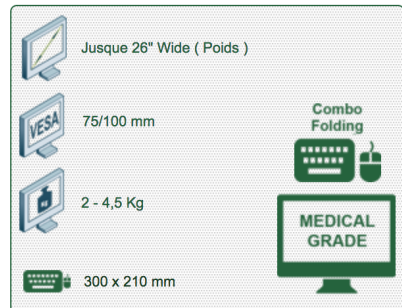 Jusque 26" Wide ( Poids )
VESA
75/100 mm
2 - 4,5 Kg
300 x 210 mm
Combo
Folding
MEDICAL
GRADE